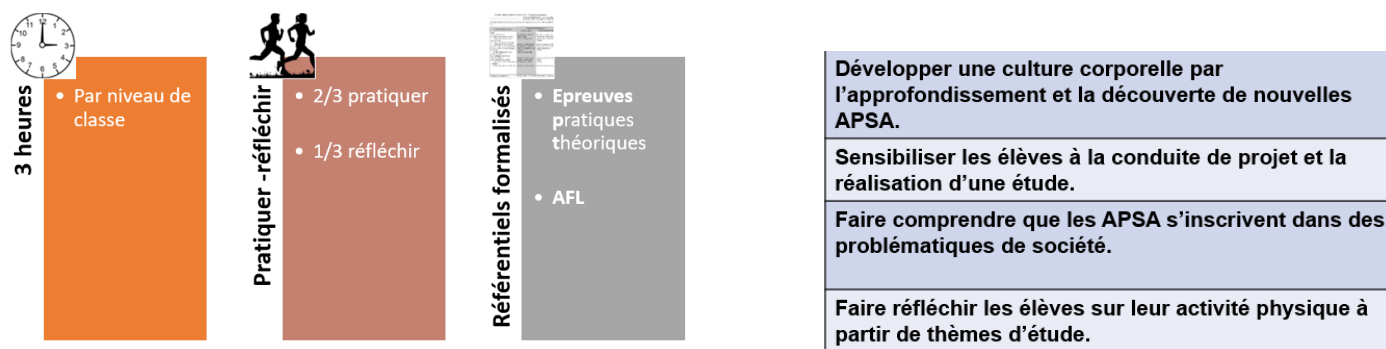 3 heures
• Par niveau de
classe
Pratiquer -réfléchir
• 2/3 pratiquer
• 1/3 réfléchir
Référentiels formalisés
• Epreuves
pratiques
théoriques
• AFL
Développer une culture corporelle par
l'approfondissement et la découverte de nouvelles
APSA.
Sensibiliser les élèves à la conduite de projet et la
réalisation d'une étude.
Faire comprendre que les APSA s'inscrivent dans des
problématiques de société.
Faire réfléchir les élèves sur leur activité physique à
partir de thèmes d'étude.